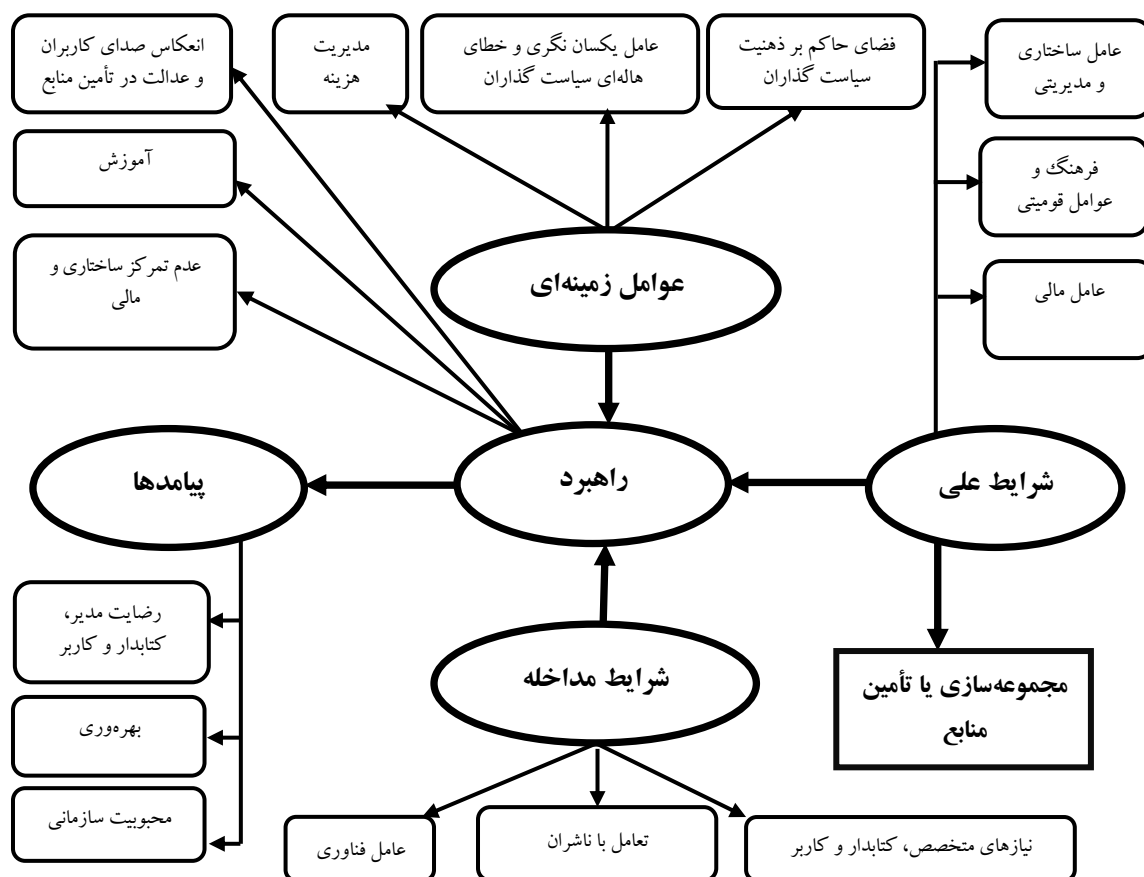 عامل ساختاری
و مدیریتی
فضای حاکم بر ذهنیت
سیاست گذاران
عامل یکسان نگری و خطای
هاله‌ای سیاست گذاران
مدیریت
هزینه
انعکاس صدای کاربران
و عدالت در تأمین منابع
فرهنگ و
عوامل قومیتی
آموزش
عامل مالی
عوامل زمینه‌ای
عدم تمرکز ساختاری و
مالی
شرایط علی
راهبرد
پیامدها
رضایت مدیر،
کتابدار و کاربر
مجموعه‌سازی یا تأمین
منابع
شرایط مداخله
بهره‌وری
محبوبیت سازمانی
نیازهای متخصص، کتابدار و کاربر
تعامل با ناشران
عامل فناوری